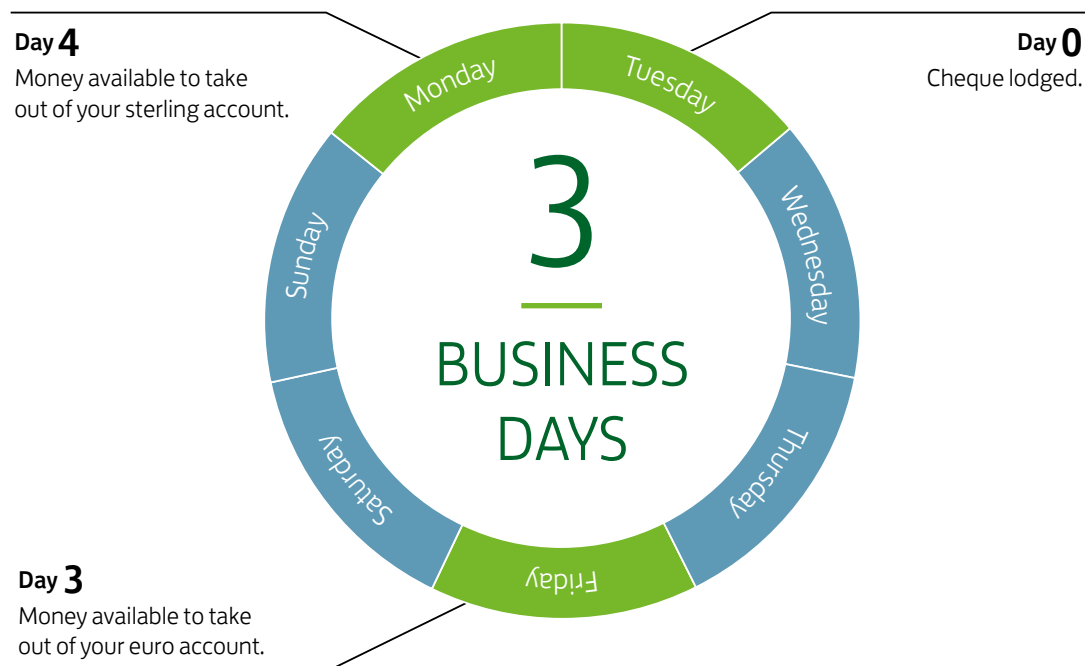 Day 4
Money available to take
out of your sterling account.
Day 0
Cheque lodged.
Monday
Tuesday
Wednesday
Thursday
Friday
Saturday
Sunday
3
BUSINESS
DAYS
Day 3
Money available to take
out of your euro account.